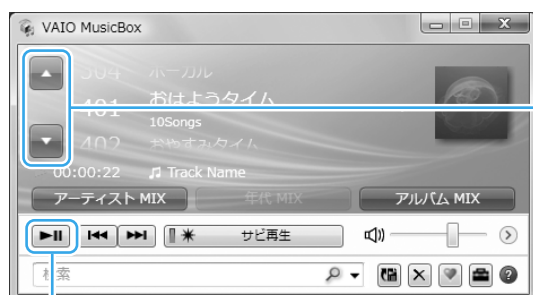 VAIO MusicBox
304 ボーカル
401 おはようタイム
10Songs
402 おやすみタイム
00:00:22 ♫ Track Name
アーティスト MIX 年代 MIX アルバム MIX
サビ再生
検索